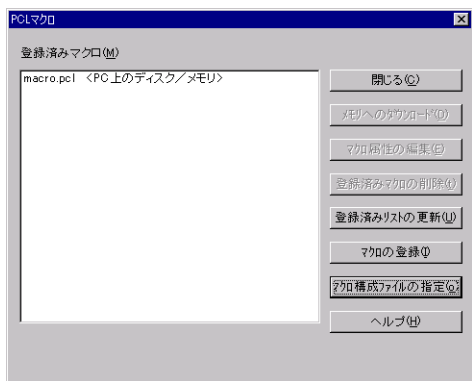 PCLマクロ
登録済みマクロ(M)
macro.pcl <PC上のディスク／メモリ>
閉じる(C)
メモリへのダウンロード(D)
マクロ属性の編集(E)
登録済みマクロの削除(t)
登録済みリストの更新(U)
マクロの登録(I)
マクロ構成ファイルの指定(o)
ヘルプ(H)